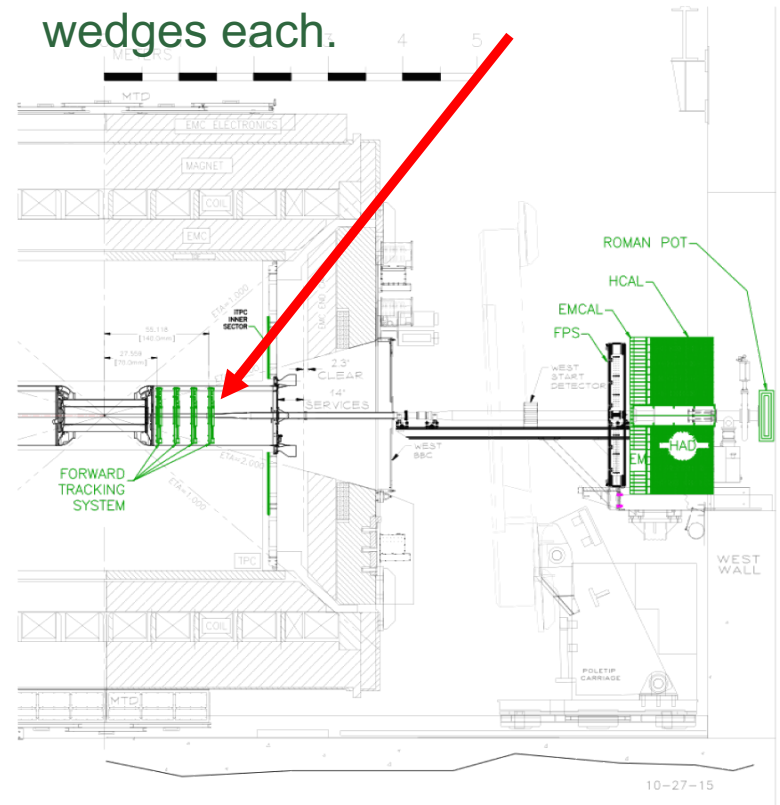 wedges each.
METERS
1
2
3
4
5
MTD
EMC ELECTRONICS
MAGNET
COIL
EMC
ETA=1.000
ROMAN POT
HCAL
EMCAL
FPS
iTPC
INNER
SECTOR
55.118
[140.0mm]
27.559
[70.0mm]
2.3'
CLEAR
14"
SERVICES
WEST
START
DETECTOR
WEST
BBC
EM
HAD
FORWARD
TRACKING
SYSTEM
ETA=2.000
ETA=1.000
TPC
WEST
WALL
COIL
POLETIP
CARRIAGE
MTD
10-27-15